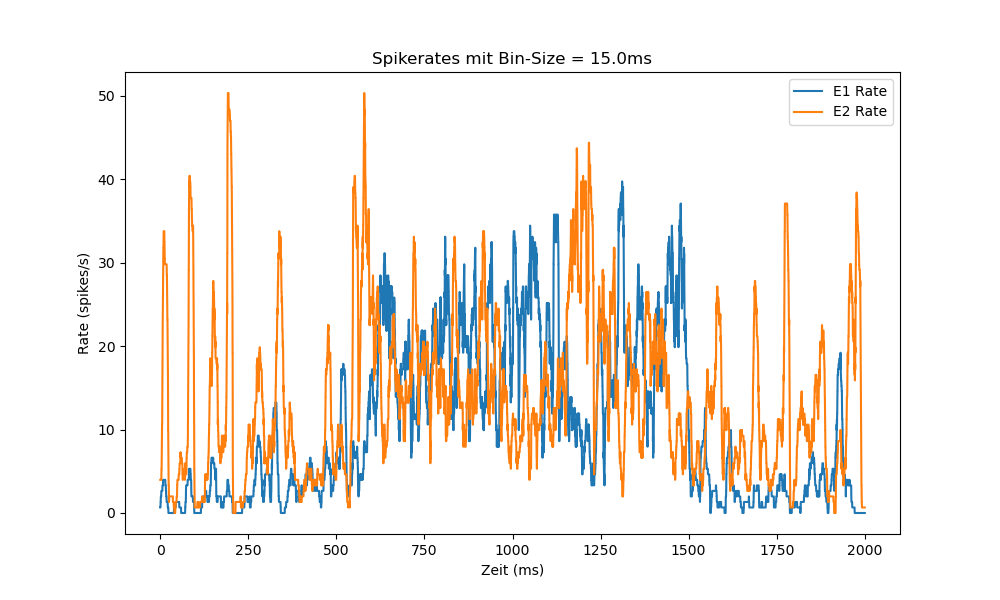 Spikerates mit Bin-Size = 15.0ms
E1 Rate
E2 Rate
Rate (spikes/s)
50
40
30
20
10
0
0 250 500 750 1000 1250 1500 1750 2000
Zeit (ms)